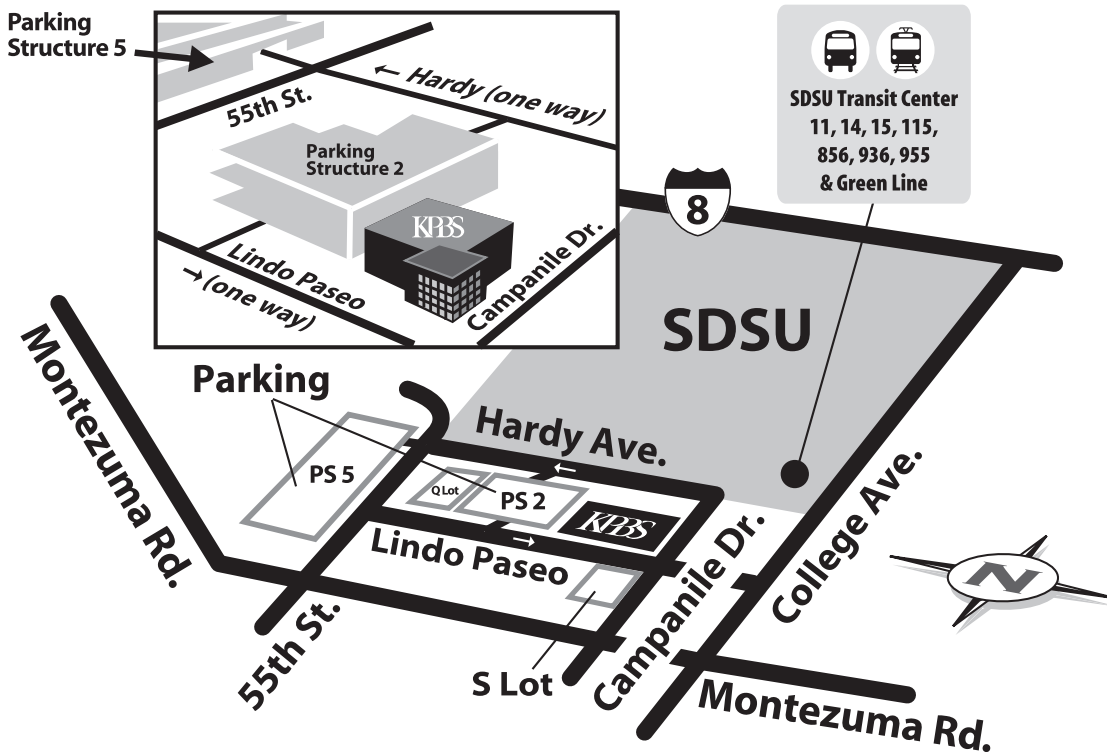 Parking
Structure 5
← Hardy (one way)
55th St.
Parking
Structure 2
KPBS
Lindo Paseo
→ (one way)
Campanile Dr.
SDSU Transit Center
11, 14, 15, 115,
856, 936, 955
& Green Line
8
SDSU
Montezuma Rd.
Parking
Hardy Ave.
←
PS 5
Q Lot
PS 2
KPBS
→
Lindo Paseo
55th St.
S Lot
Campanile Dr.
College Ave.
Montezuma Rd.
N